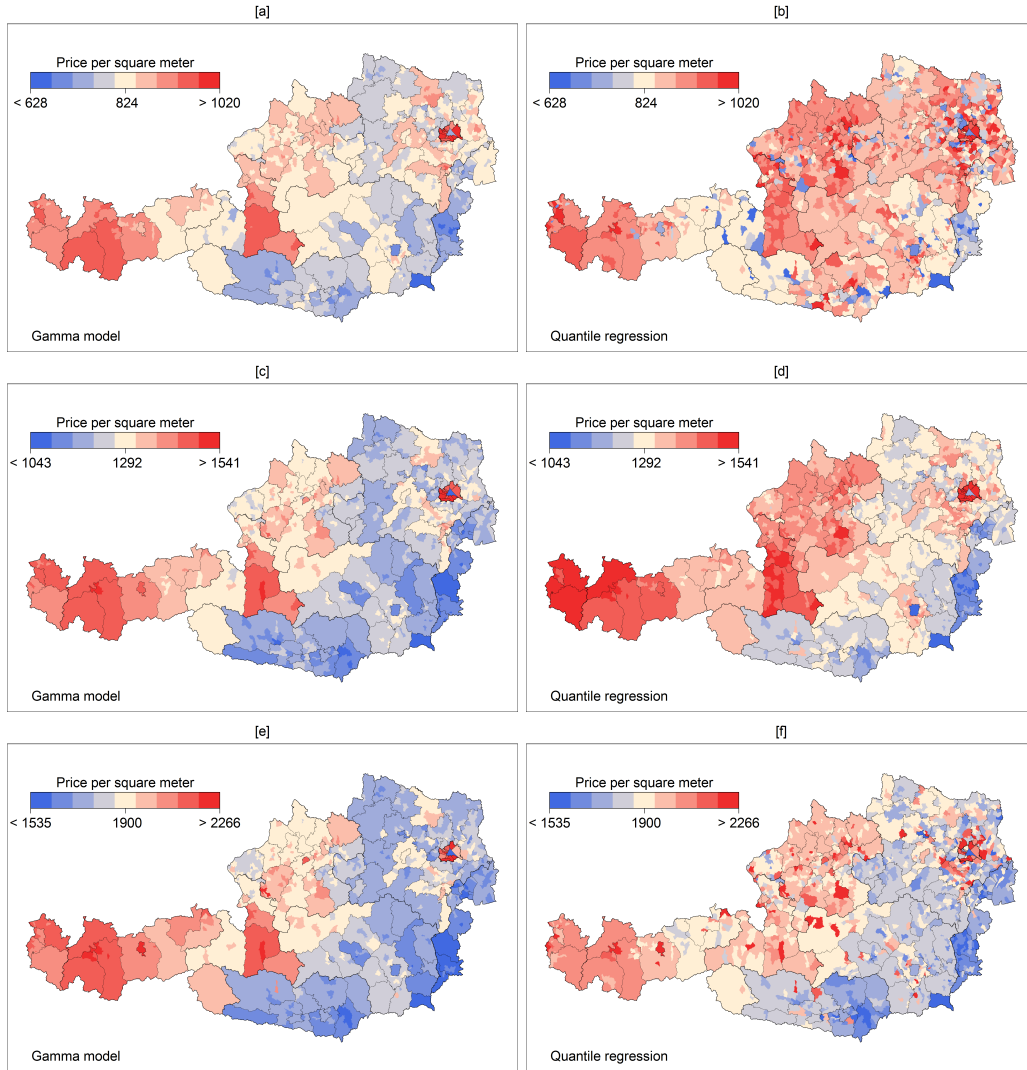 [a]
Price per square meter
< 628 824 > 1020
Gamma model
[b]
Price per square meter
< 628 824 > 1020
Quantile regression
[c]
Price per square meter
< 1043 1292 > 1541
Gamma model
[d]
Price per square meter
< 1043 1292 > 1541
Quantile regression
[e]
Price per square meter
< 1535 1900 > 2266
Gamma model
[f]
Price per square meter
< 1535 1900 > 2266
Quantile regression